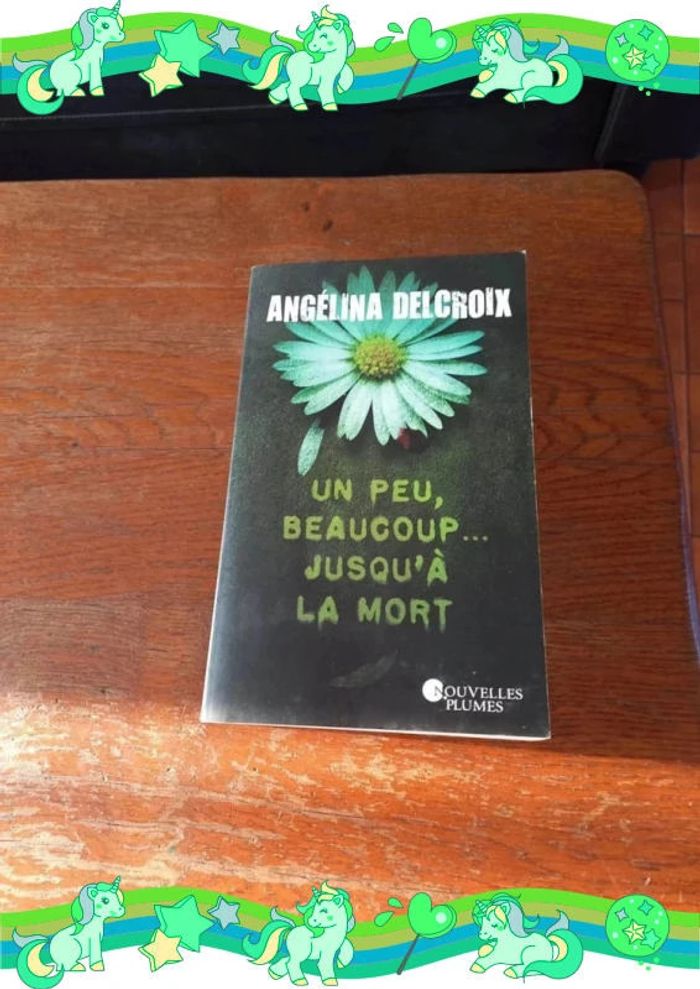 ANGÉLINA DELCROIX
UN PEU,
BEAUCOUP...
JUSQU'À
LA MORT
NOUVELLES
PLUMES